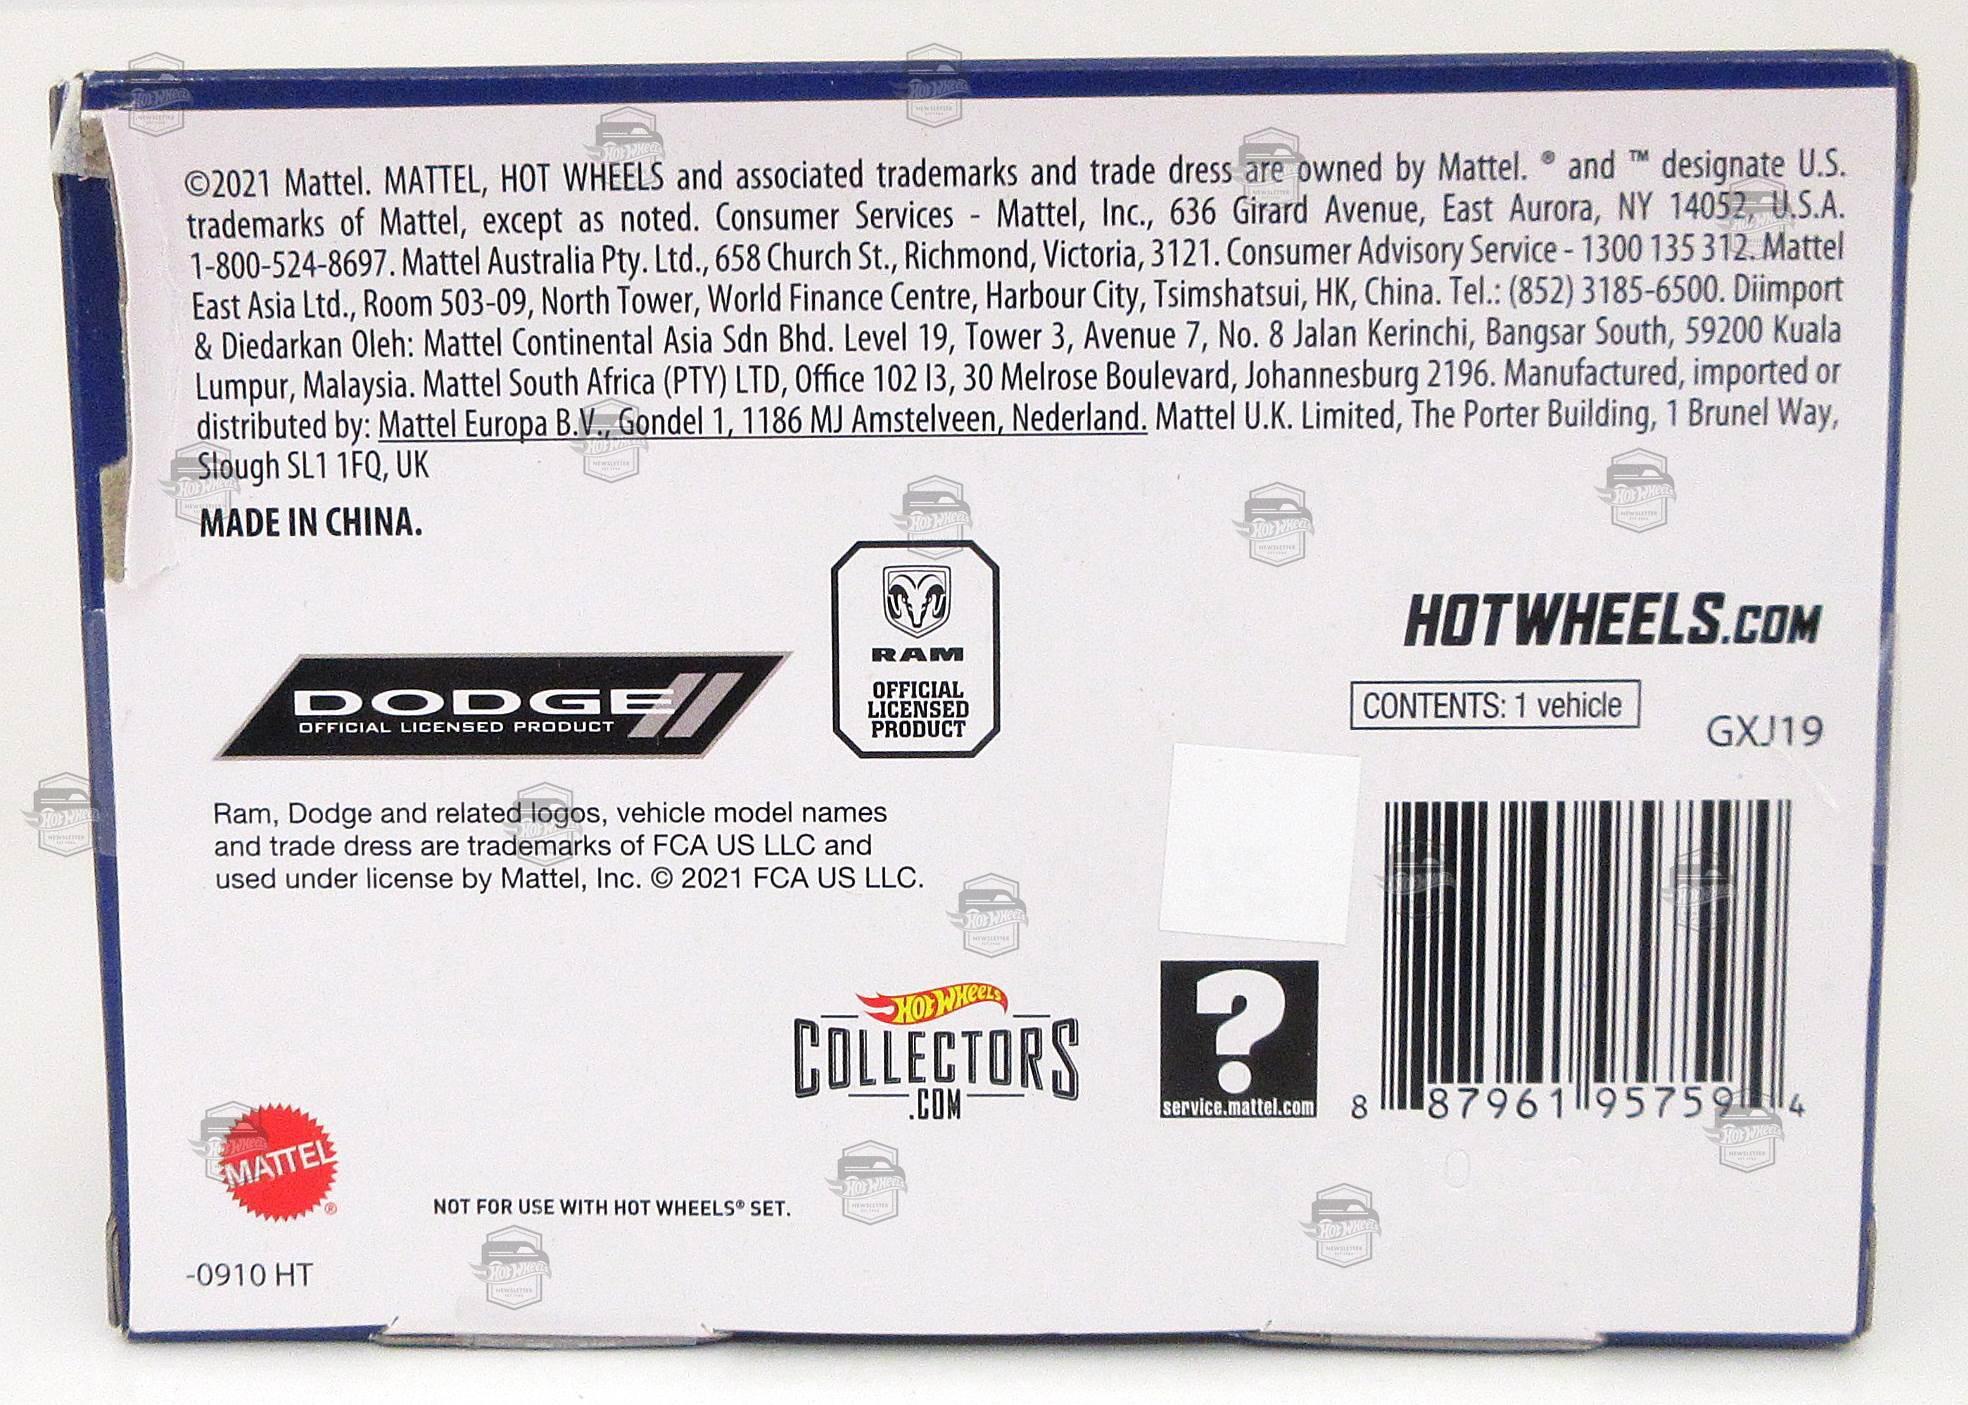 ©2021 Mattel. MATTEL, HOT WHEELS and associated trademarks and trade dress are owned by Mattel. ® and ™ designate U.S.
trademarks of Mattel, except as noted. Consumer Services - Mattel, Inc., 636 Girard Avenue, East Aurora, NY 14052, U.S.A.
1-800-524-8697. Mattel Australia Pty. Ltd., 658 Church St., Richmond, Victoria, 3121. Consumer Advisory Service - 1300 135 312. Mattel
East Asia Ltd., Room 503-09, North Tower, World Finance Centre, Harbour City, Tsimshatsui, HK, China. Tel.: (852) 3185-6500. Diimport
& Diedarkan Oleh: Mattel Continental Asia Sdn Bhd. Level 19, Tower 3, Avenue 7, No. 8 Jalan Kerinchi, Bangsar South, 59200 Kuala
Lumpur, Malaysia. Mattel South Africa (PTY) LTD, Office 102 I3, 30 Melrose Boulevard, Johannesburg 2196. Manufactured, imported or
distributed by: Mattel Europa B.V., Gondel 1, 1186 MJ Amstelveen, Nederland. Mattel U.K. Limited, The Porter Building, 1 Brunel Way,
Slough SL1 1FQ, UK
MADE IN CHINA.
RAM
OFFICIAL
LICENSED
PRODUCT
DODGE
OFFICIAL LICENSED PRODUCT
HOTWHEELS.COM
CONTENTS: 1 vehicle
GXJ19
Ram, Dodge and related logos, vehicle model names
and trade dress are trademarks of FCA US LLC and
used under license by Mattel, Inc. © 2021 FCA US LLC.
HOT WHEELS
COLLECTORS
.COM
?
service.mattel.com
8 87961 95759 4
MATTEL®
NOT FOR USE WITH HOT WHEELS® SET.
-0910 HT
HOT WHEELS
NEWSLETTER